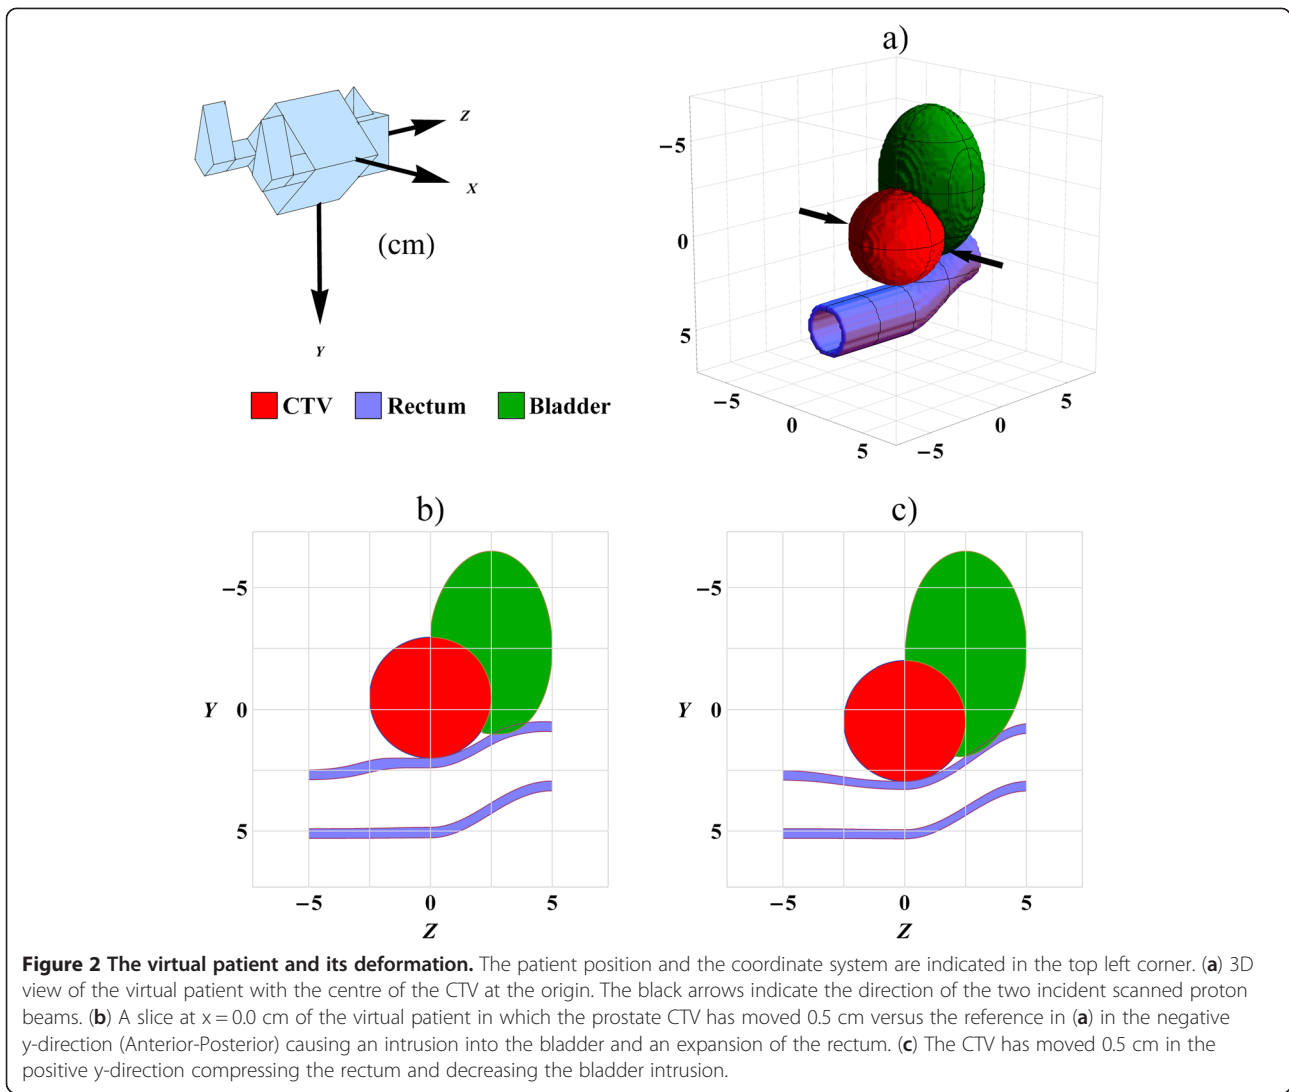 a)
Z
X
(cm)
Y
−5
0
5
−5
0
5
−5
0
5
CTV Rectum Bladder
b)
c)
−5
Y 0
5
−5 0 5
Z
−5
Y 0
5
−5 0 5
Z
Figure 2 The virtual patient and its deformation. The patient position and the coordinate system are indicated in the top left corner. (a) 3D
view of the virtual patient with the centre of the CTV at the origin. The black arrows indicate the direction of the two incident scanned proton
beams. (b) A slice at x = 0.0 cm of the virtual patient in which the prostate CTV has moved 0.5 cm versus the reference in (a) in the negative
y-direction (Anterior-Posterior) causing an intrusion into the bladder and an expansion of the rectum. (c) The CTV has moved 0.5 cm in the
positive y-direction compressing the rectum and decreasing the bladder intrusion.